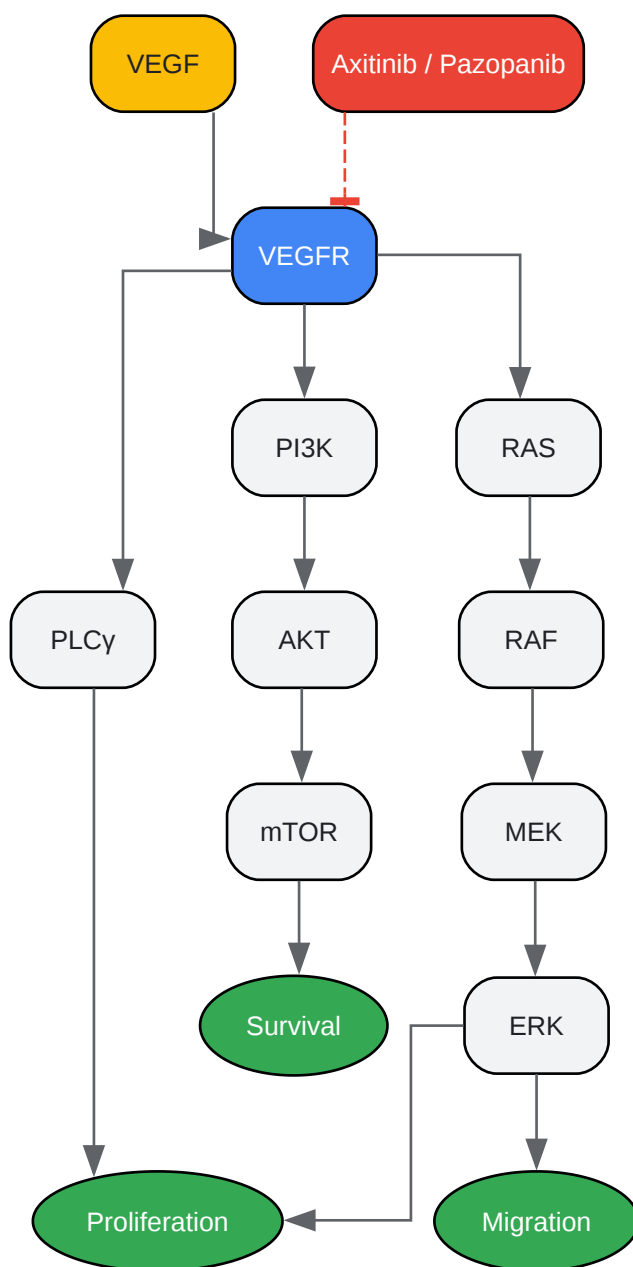 VEGF
Axitinib / Pazopanib
VEGFR
PI3K
RAS
PLCγ
AKT
RAF
mTOR
MEK
Survival
ERK
Proliferation
Migration